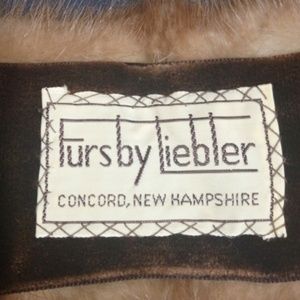 Furs by Liebler
CONCORD, NEW HAMPSHIRE